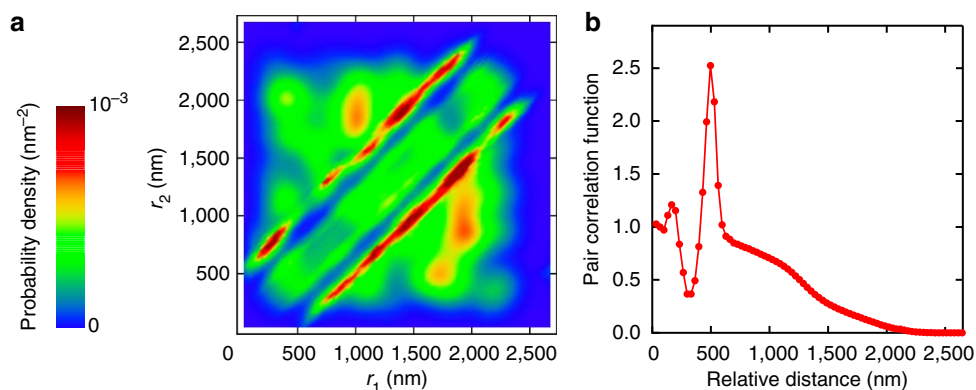 a
Probability density (nm⁻²)
10⁻³
0
r₂ (nm)
2,500
2,000
1,500
1,000
500
0 500 1,000 1,500 2,000 2,500
r₁ (nm)
b
Pair correlation function
2.5
2.0
1.5
1.0
0.5
0.0
0 500 1,000 1,500 2,000 2,500
Relative distance (nm)